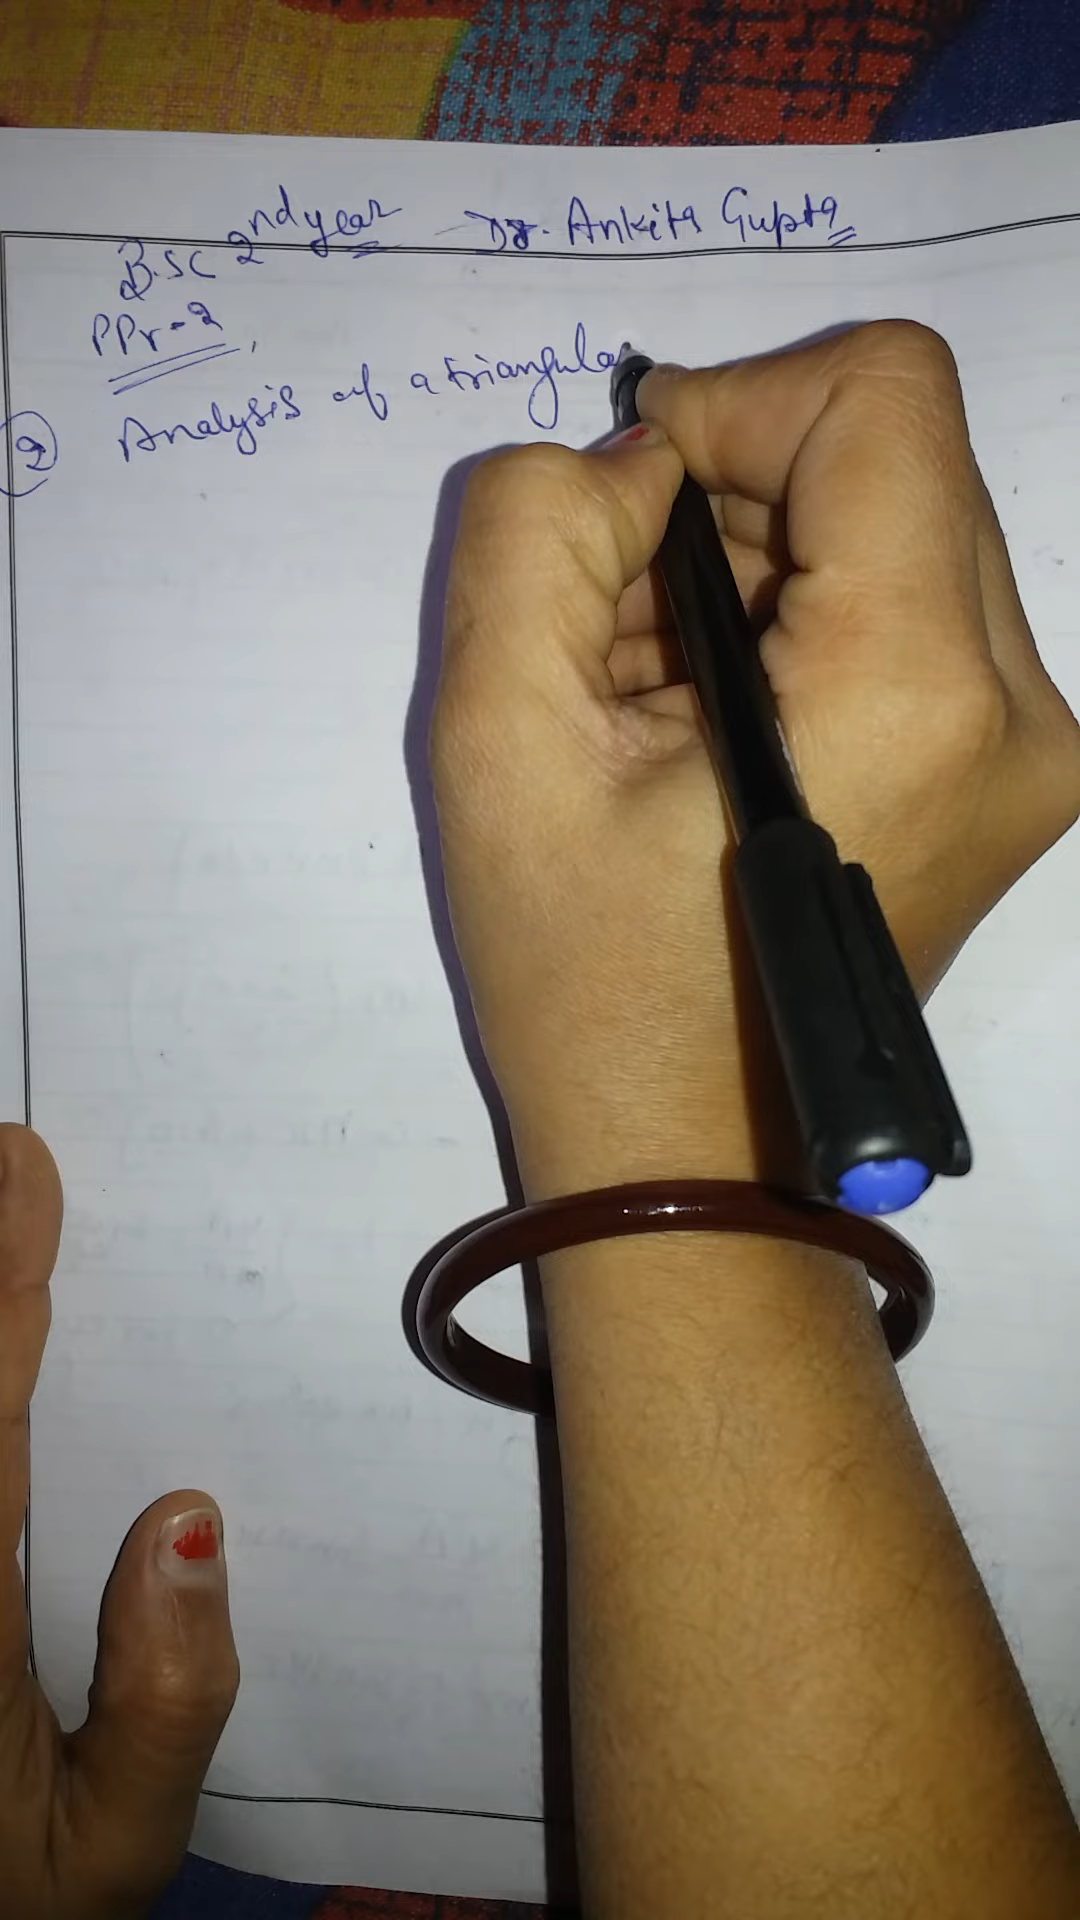 B.SC 2nd year Dr. Ankita Gupta
PPr-2,
2 Analysis of a triangula